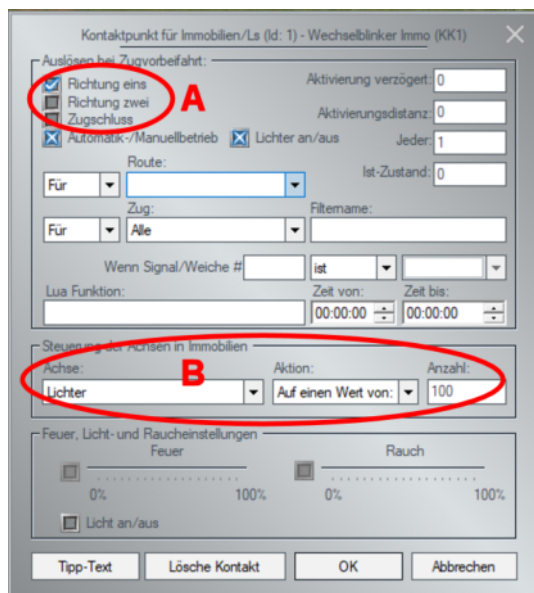 Kontaktpunkt für Immobilien/Ls (Id: 1) - Wechselblinker Immo (KK1)
Auslösen bei Zugvorbeifahrt:
Richtung eins
Aktivierung verzögert: 0
Richtung zwei
A
Zugschluss
Aktivierungsdistanz: 0
Automatik-/Manuellbetrieb Lichter an/aus Jeder: 1
Route:
Ist-Zustand: 0
Für
Zug: Filtername:
Für Alle
Wenn Signal/Weiche # ist
Lua Funktion: Zeit von: Zeit bis:
00:00:00 00:00:00
Steuerung der Achsen in Immobilien
Achse: B Aktion: Anzahl:
Lichter Auf einen Wert von: 100
Feuer, Licht- und Raucheinstellungen
Feuer Rauch
0% 100% 0% 100%
Licht an/aus
Tipp-Text Lösche Kontakt OK Abbrechen